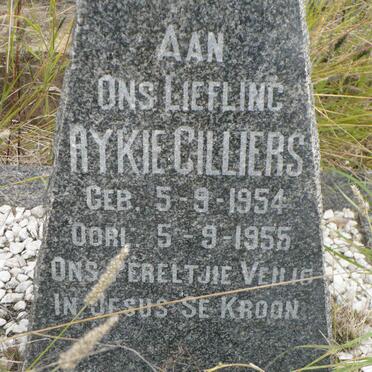 AAN
ONS LIEFLING
RYKIE CILLIERS
GEB. 5-9-1954
OORL. 5-9-1955
ONS PERELTJIE VEILIG
IN JESUS SE KROON.